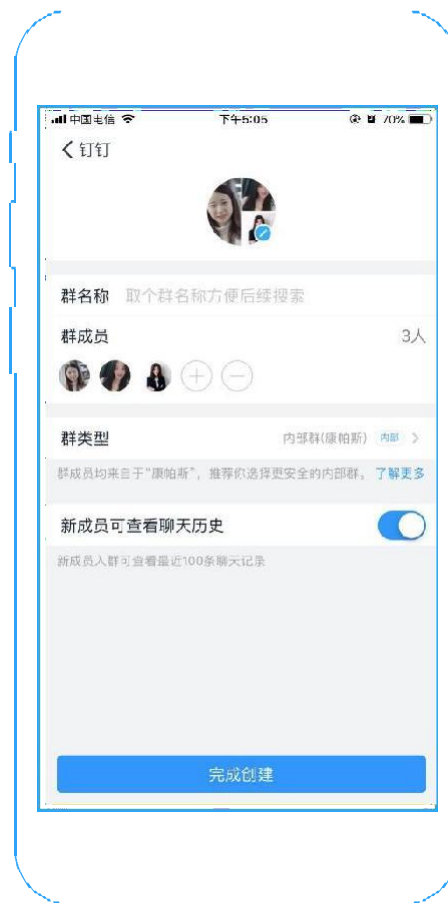 中国电信 下午5:05 70%
钉钉
群名称 取个群名称方便后续搜索
群成员 3人
群类型 内部群(康帕斯) 内部
群成员均来自于"康帕斯"，推荐你选择更安全的内部群。了解更多
新成员可查看聊天历史
新成员入群可查看最近100条聊天记录
完成创建